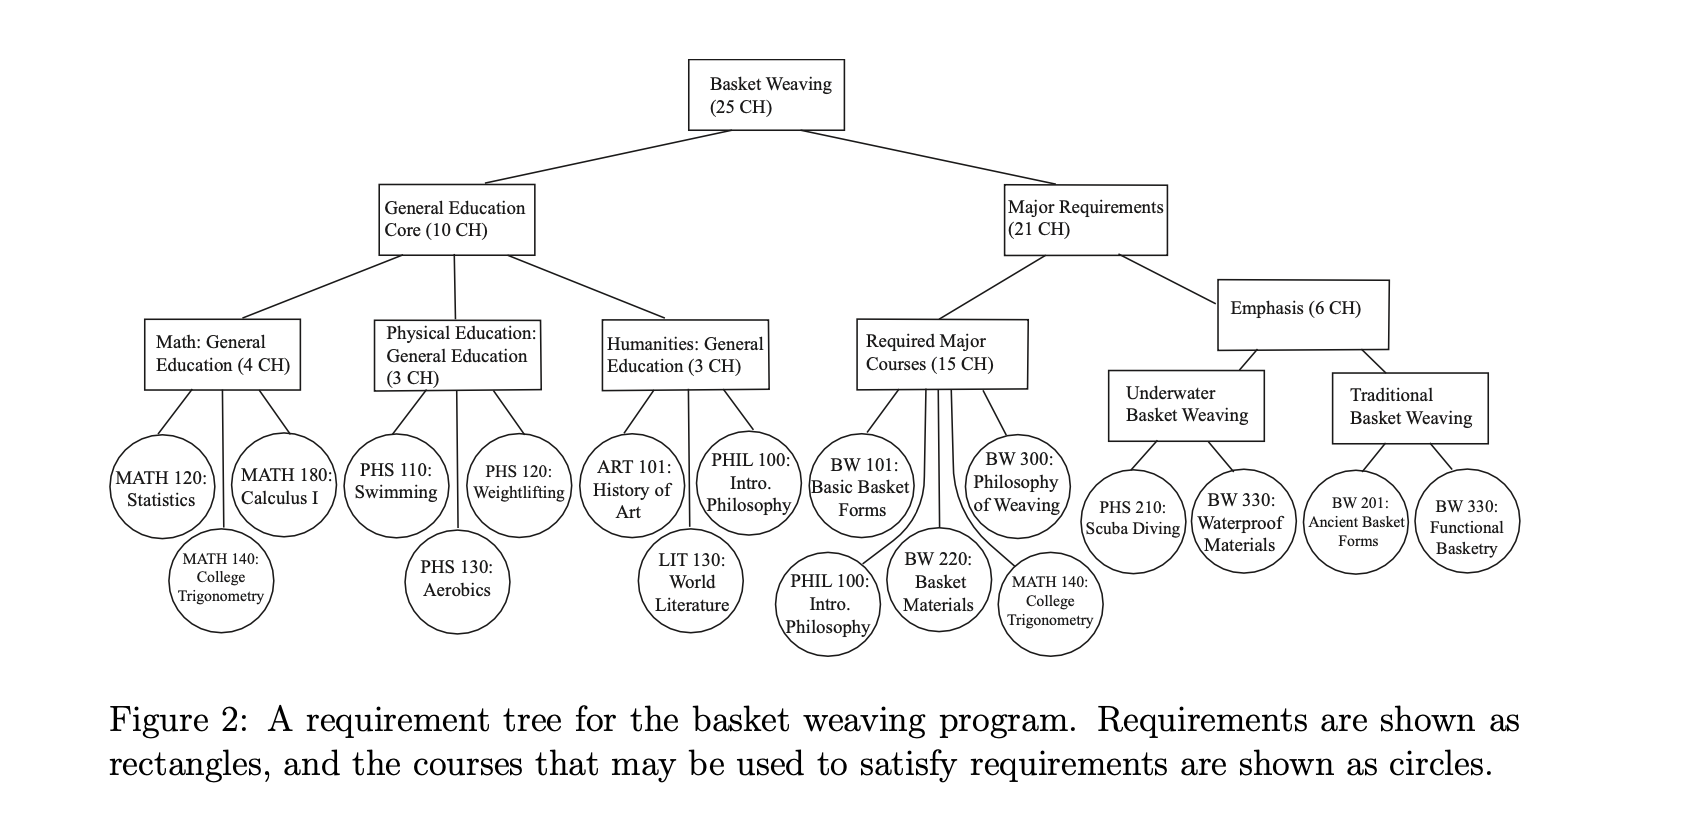 Basket Weaving
(25 CH)
General Education
Core (10 CH)
Major Requirements
(21 CH)
Math: General
Education (4 CH)
Physical Education:
General Education
(3 CH)
Humanities: General
Education (3 CH)
Required Major
Courses (15 CH)
Emphasis (6 CH)
Underwater
Basket Weaving
Traditional
Basket Weaving
MATH 120:
Statistics
MATH 140:
College
Trigonometry
MATH 180:
Calculus I
PHS 110:
Swimming
PHS 130:
Aerobics
PHS 120:
Weightlifting
ART 101:
History of
Art
LIT 130:
World
Literature
PHIL 100:
Intro.
Philosophy
BW 101:
Basic Basket
Forms
PHIL 100:
Intro.
Philosophy
BW 220:
Basket
Materials
MATH 140:
College
Trigonometry
BW 300:
Philosophy
of Weaving
PHS 210:
Scuba Diving
BW 330:
Waterproof
Materials
BW 201:
Ancient Basket
Forms
BW 330:
Functional
Basketry
Figure 2: A requirement tree for the basket weaving program. Requirements are shown as
rectangles, and the courses that may be used to satisfy requirements are shown as circles.